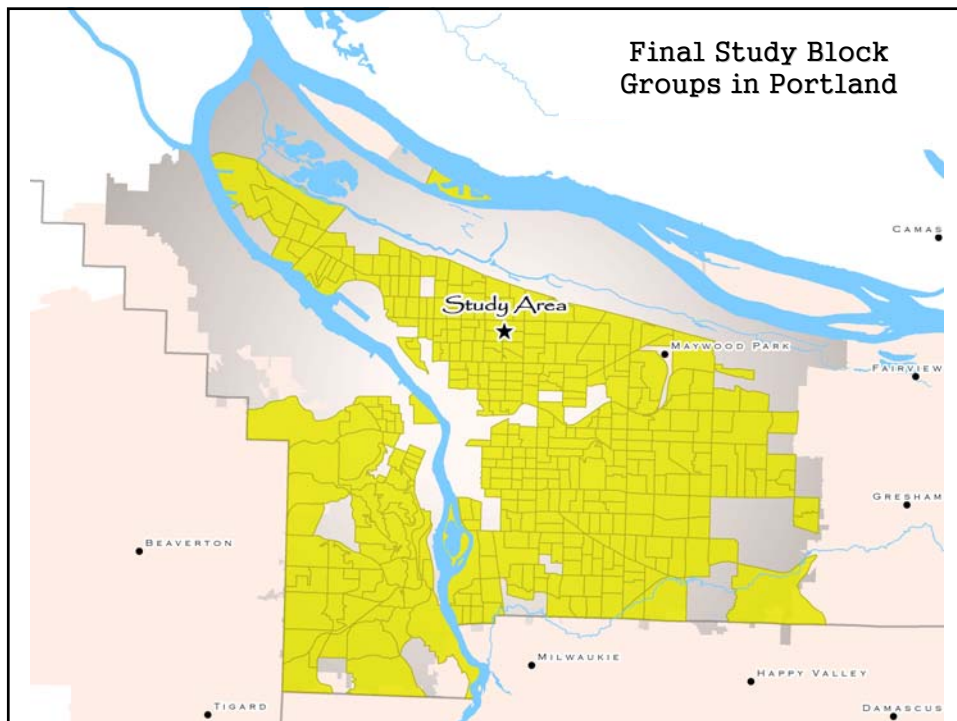 Final Study Block
Groups in Portland
CAMAS
Study Area
MAYWOOD PARK
FAIRVIEW
GRESHAM
BEAVERTON
MILWAUKIE
HAPPY VALLEY
TIGARD
DAMASCUS